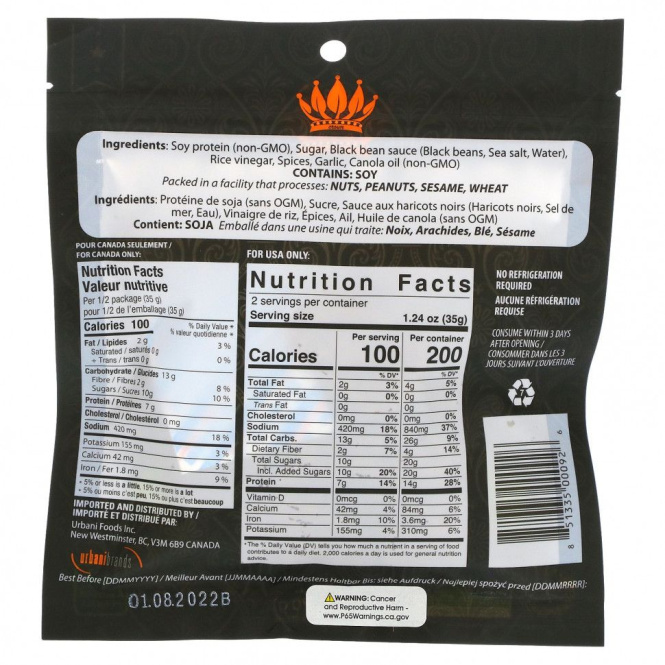 Ingredients: Soy protein (non-GMO), Sugar, Black bean sauce (Black beans, Sea salt, Water),
Rice vinegar, Spices, Garlic, Canola oil (non-GMO)
CONTAINS: SOY
Packed in a facility that processes: NUTS, PEANUTS, SESAME, WHEAT
Ingrédients: Protéine de soja (sans OGM), Sucre, Sauce aux haricots noirs (Haricots noirs, Sel de
mer, Eau), Vinaigre de riz, Épices, Ail, Huile de canola (sans OGM)
Contient: SOJA Emballé dans une usine qui traite: Noix, Arachides, Blé, Sésame
POUR CANADA SEULEMENT /
FOR CANADA ONLY:
Nutrition Facts
Valeur nutritive
Per 1/2 package (35 g)
pour 1/2 de l'emballage (35 g)
Calories 100
% Daily Value *
% valeur quotidienne *
Fat / Lipides 2 g 3 %
Saturated / saturés 0 g
+ Trans / trans 0 g
Carbohydrate / Glucides 13 g
Fibre / Fibres 2 g 8 %
Sugars / Sucres 10g 10 %
Protein / Protéines 7 g
Cholesterol / Cholestérol 0 mg
Sodium 420 mg 18 %
Potassium 155 mg 3 %
Calcium 42 mg 3 %
Iron / Fer 1.8 mg 9 %
* 5% or less is a little, 15% or more is a lot
* 5% ou moins c'est peu, 15% ou plus c'est beaucoup
IMPORTED AND DISTRIBUTED BY /
IMPORTÉ ET DISTRIBUE PAR:
Urbani Foods Inc.
New Westminster, BC, V3M 6B9 CANADA
urbanibrands
FOR USA ONLY:
Nutrition Facts
2 servings per container
Serving size 1.24 oz (35g)
Per serving Per container
Calories 100 200
% DV* % DV*
Total Fat 2g 3% 4g 5%
Saturated Fat 0g 0% 0g 0%
Trans Fat 0g 0g
Cholesterol 0mg 0% 0mg 0%
Sodium 420mg 18% 840mg 37%
Total Carbs. 13g 5% 26g 9%
Dietary Fiber 2g 7% 4g 14%
Total Sugars 10g 20g
Incl. Added Sugars 10g 20% 20g 40%
Protein 7g 14% 14g 28%
Vitamin D 0mcg 0% 0mcg 0%
Calcium 42mg 4% 84mg 6%
Iron 1.8mg 10% 3.6mg 20%
Potassium 155mg 4% 310mg 6%
* The % Daily Value (DV) tells you how much a nutrient in a serving of food
contributes to a daily diet. 2,000 calories a day is used for general nutrition
advice.
NO REFRIGERATION
REQUIRED
AUCUNE RÉFRIGÉRATION
REQUISE
CONSUME WITHIN 3 DAYS
AFTER OPENING /
CONSOMMER DANS LES 3
JOURS SUIVANT L'OUVERTURE
7
8 51335 00092 6
Best Before [DDMMYYYY] / Meilleur Avant [JJMMAAAA] / Mindestens Haltbar Bis: siehe Aufdruck / Najlepiej spożyć przed [DDMMRRRR]:
01.08.2022B
WARNING: Cancer
and Reproductive Harm -
www.P65Warnings.ca.gov